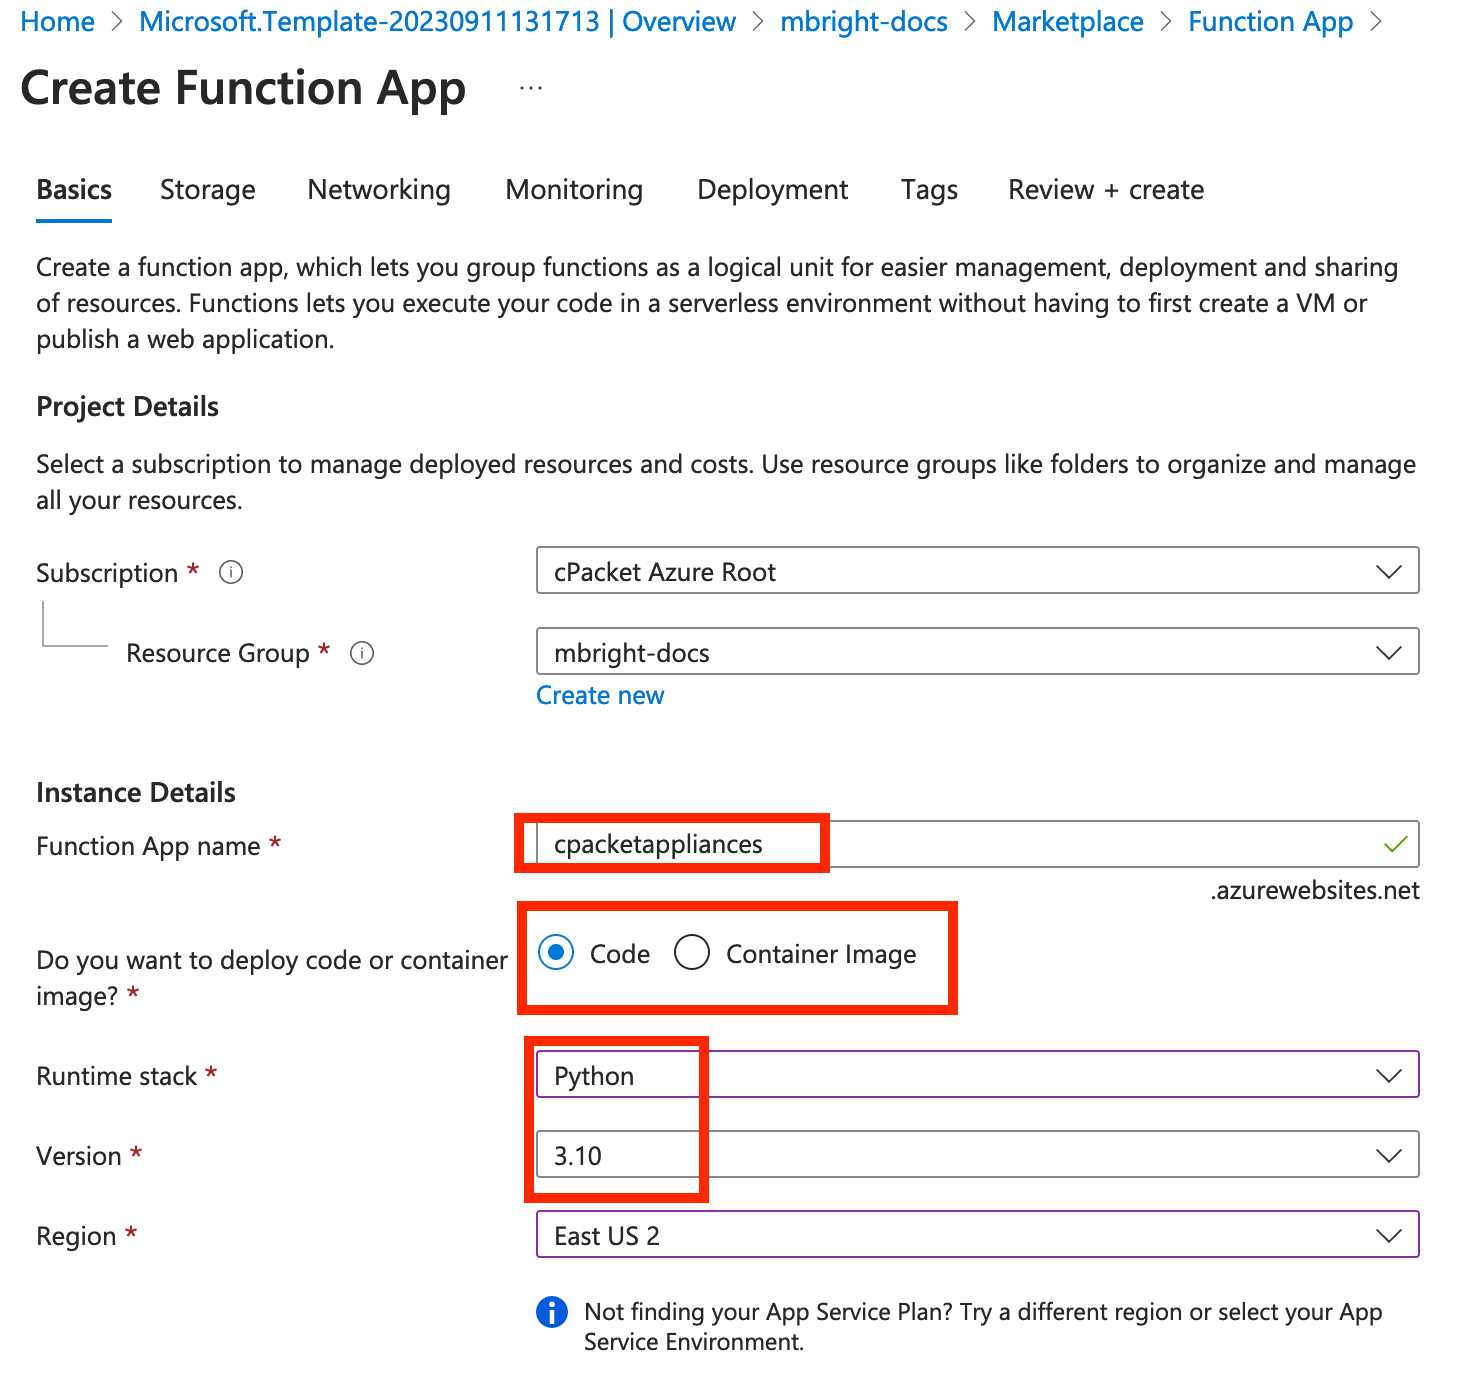 Home > Microsoft.Template-20230911131713 | Overview > mbright-docs > Marketplace > Function App >
Create Function App ...
Basics Storage Networking Monitoring Deployment Tags Review + create
Create a function app, which lets you group functions as a logical unit for easier management, deployment and sharing
of resources. Functions lets you execute your code in a serverless environment without having to first create a VM or
publish a web application.
Project Details
Select a subscription to manage deployed resources and costs. Use resource groups like folders to organize and manage
all your resources.
Subscription * cPacket Azure Root
Resource Group * mbright-docs
Create new
Instance Details
Function App name * cpacketappliances
.azurewebsites.net
Do you want to deploy code or container
image? *
Code Container Image
Runtime stack * Python
Version * 3.10
Region * East US 2
Not finding your App Service Plan? Try a different region or select your App
Service Environment.